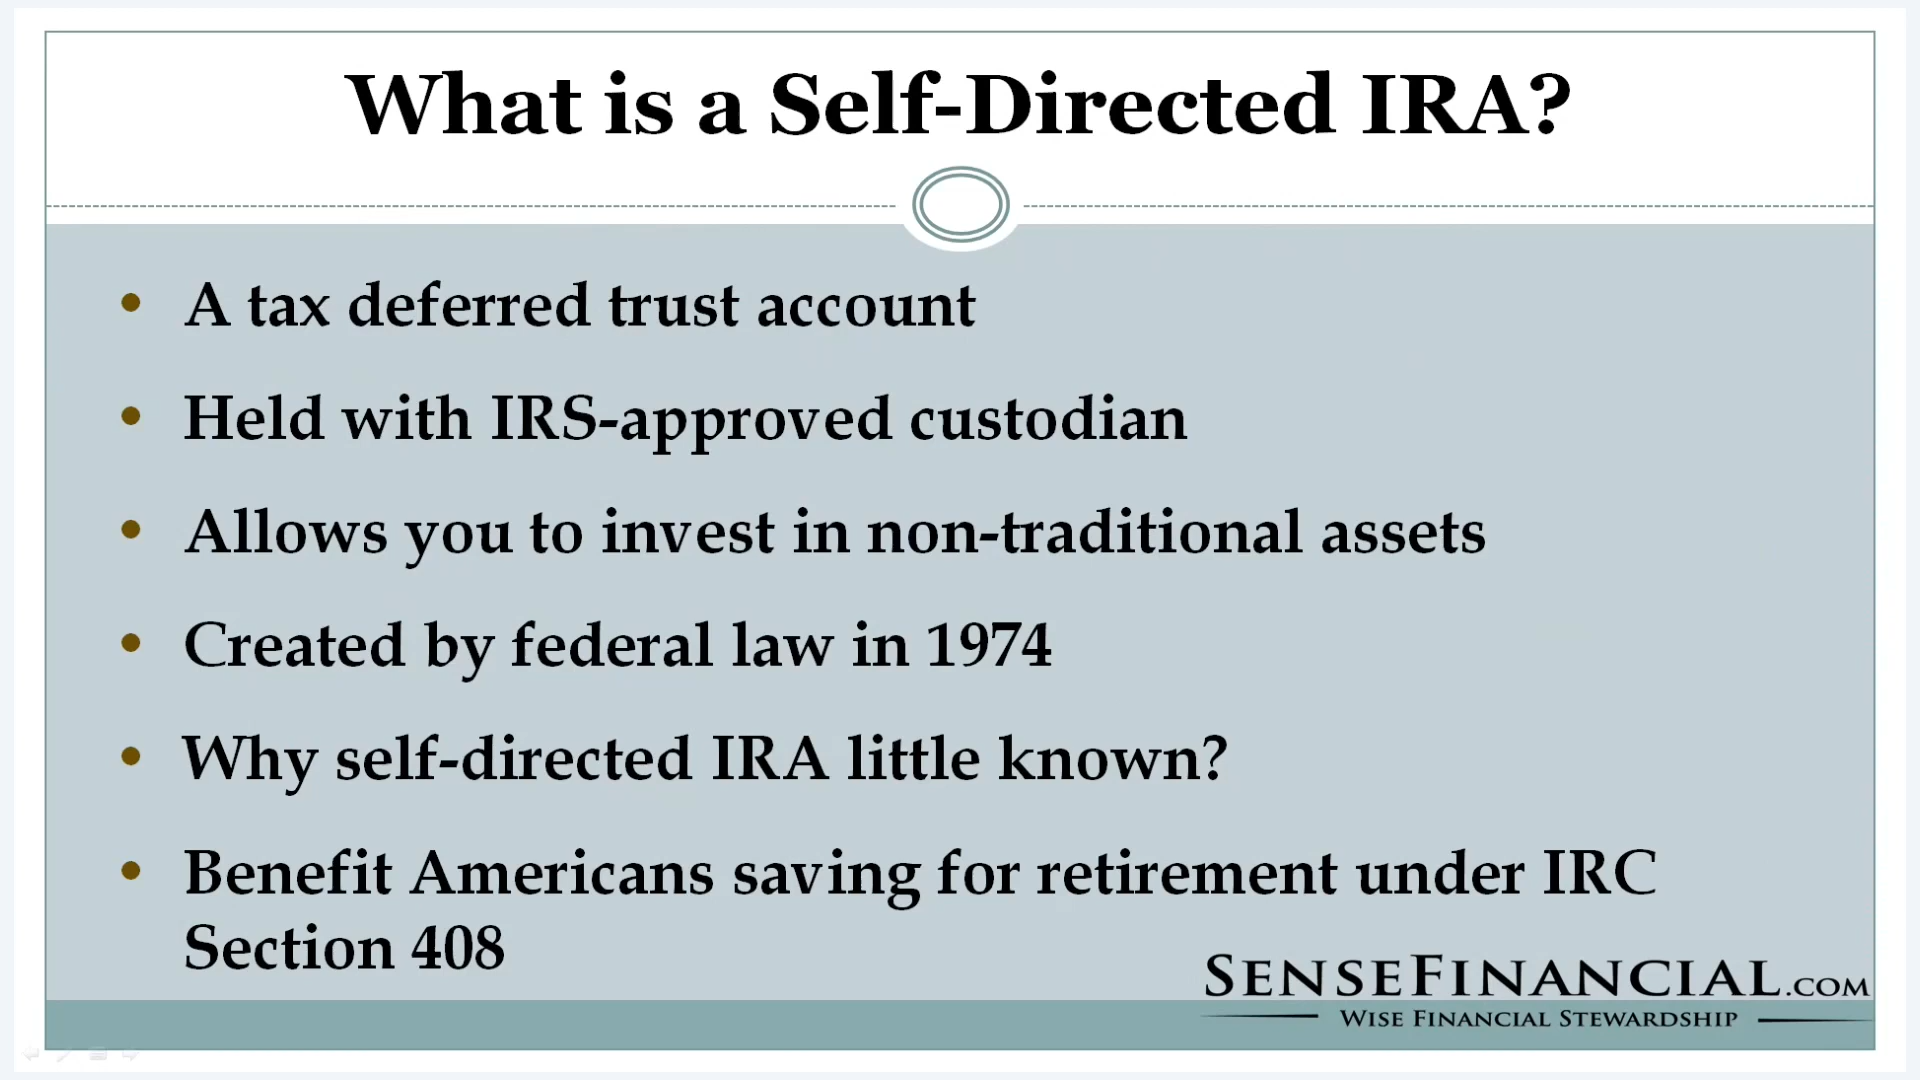 What is a Self-Directed IRA?
• A tax deferred trust account
• Held with IRS-approved custodian
• Allows you to invest in non-traditional assets
• Created by federal law in 1974
• Why self-directed IRA little known?
• Benefit Americans saving for retirement under IRC
Section 408
SENSEFINANCIAL.COM
WISE FINANCIAL STEWARDSHIP